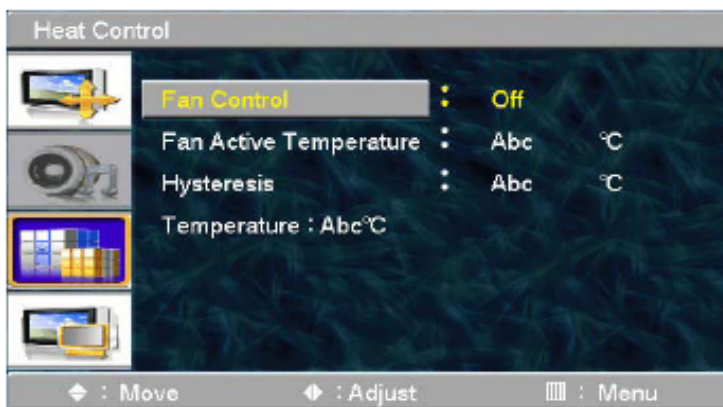 Heat Control
Fan Control : Off
Fan Active Temperature : Abc °C
Hysteresis : Abc °C
Temperature : Abc°C
: Move : Adjust : Menu